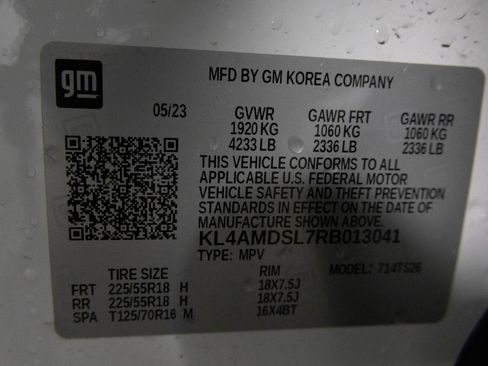 gm
MFD BY GM KOREA COMPANY
05/23 GVWR GAWR FRT GAWR RR
1920 KG 1060 KG 1060 KG
4233 LB 2336 LB 2336 LB
THIS VEHICLE CONFORMS TO ALL
APPLICABLE U.S. FEDERAL MOTOR
VEHICLE SAFETY AND THEFT PREVENTION
STANDARDS IN EFFECT ON THE DATE OF
MANUFACTURE SHOWN ABOVE.
KL4AMDSL7RB013041
TYPE: MPV MODEL: 714TS26
TIRE SIZE RIM
FRT 225/55R18 H 18X7.5J
RR 225/55R18 H 18X7.5J
SPA T125/70R16 M 16X4BT